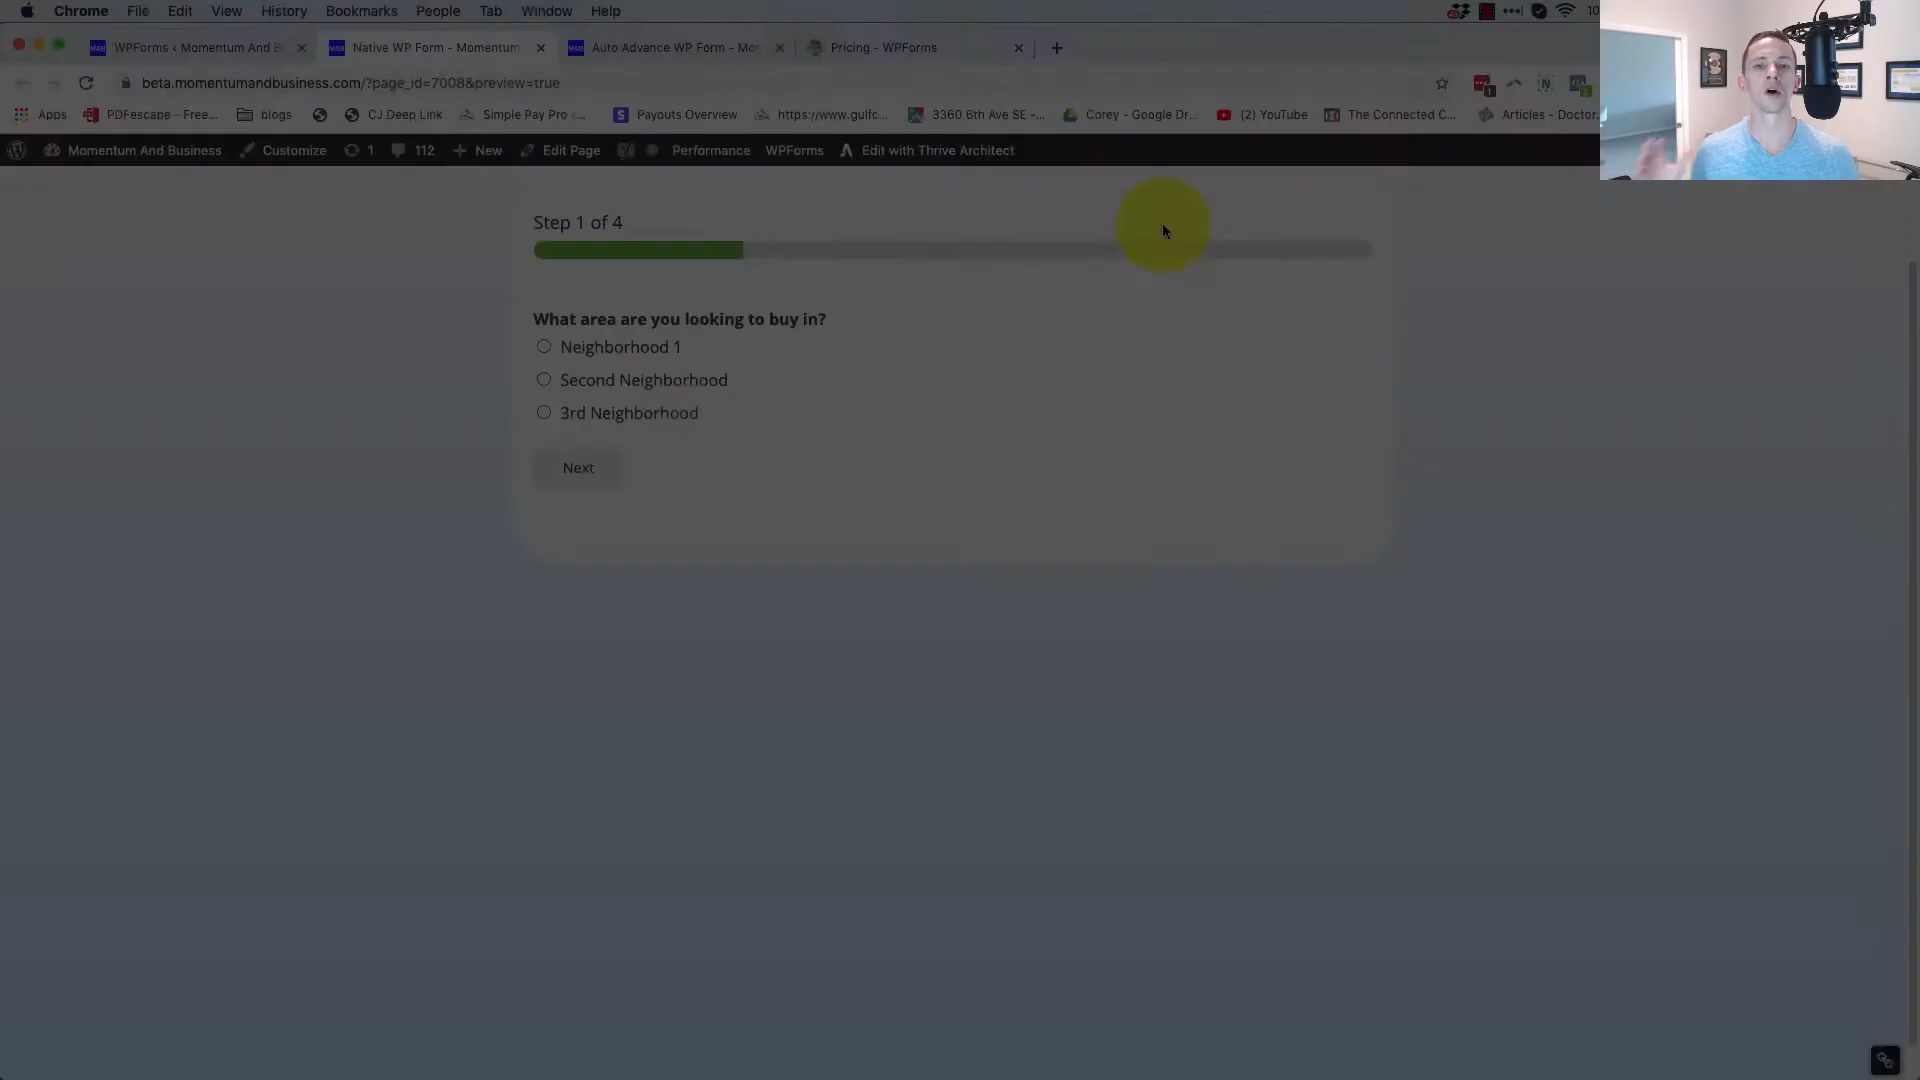 Chrome File Edit View History Bookmarks People Tab Window Help
WPForms ‹ Momentum And B
Native WP Form - Momentum
Auto Advance WP Form - Mo
Pricing - WPForms
beta.momentumandbusiness.com/?page_id=7008&preview=true
Apps PDFescape - Free... blogs CJ Deep Link Simple Pay Pro ‹... S Payouts Overview https://www.gulfc... 3360 6th Ave SE -... Corey - Google Dr... (2) YouTube The Connected C... Articles - Doctor
Momentum And Business Customize 1 112 New Edit Page Performance WPForms Edit with Thrive Architect
Step 1 of 4
What area are you looking to buy in?
Neighborhood 1
Second Neighborhood
3rd Neighborhood
Next